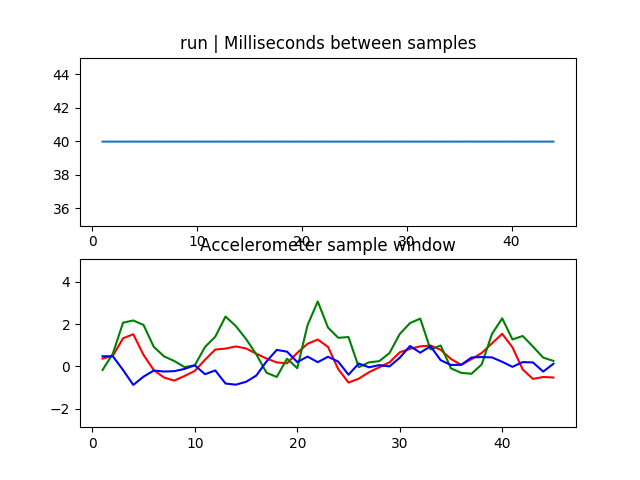 run | Milliseconds between samples
44
42
40
38
36
0 10 20 30 40
Accelerometer sample window
4
2
0
−2
0 10 20 30 40